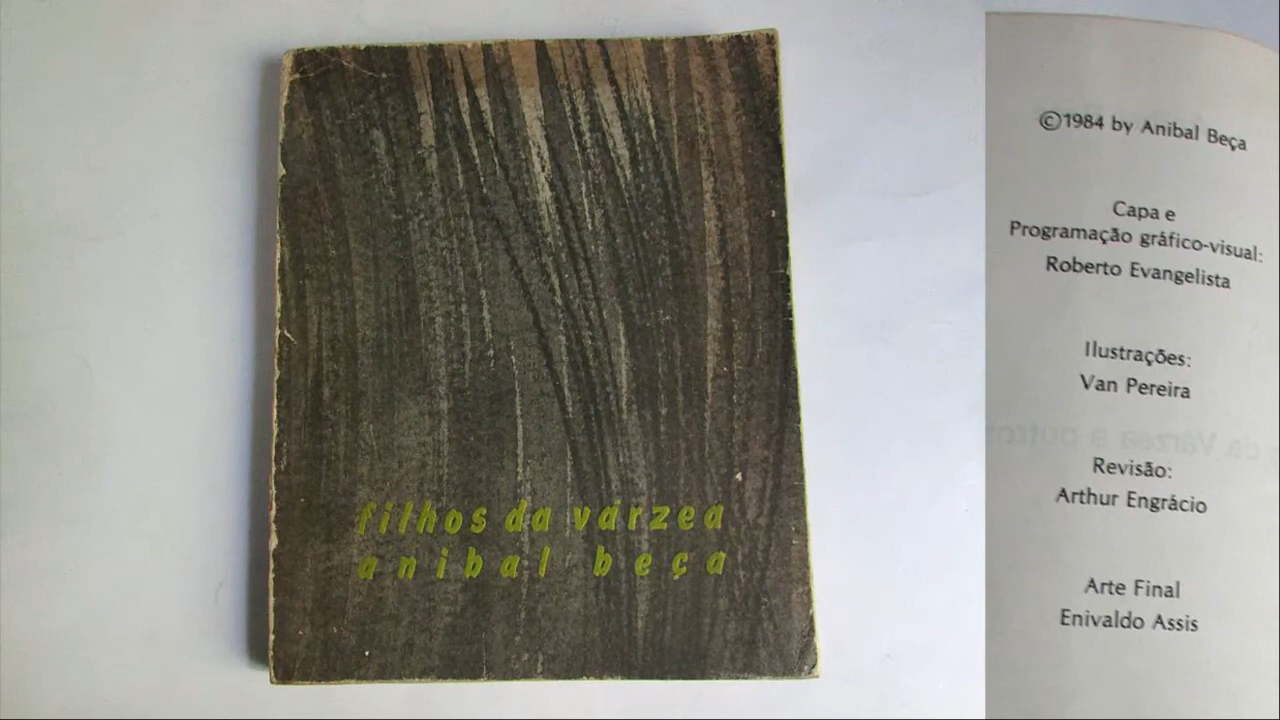 filhos da várzea
anibal beça
©1984 by Anibal Beça
Capa e
Programação gráfico-visual:
Roberto Evangelista
Ilustrações:
Van Pereira
Revisão:
Arthur Engrácio
Arte Final
Enivaldo Assis